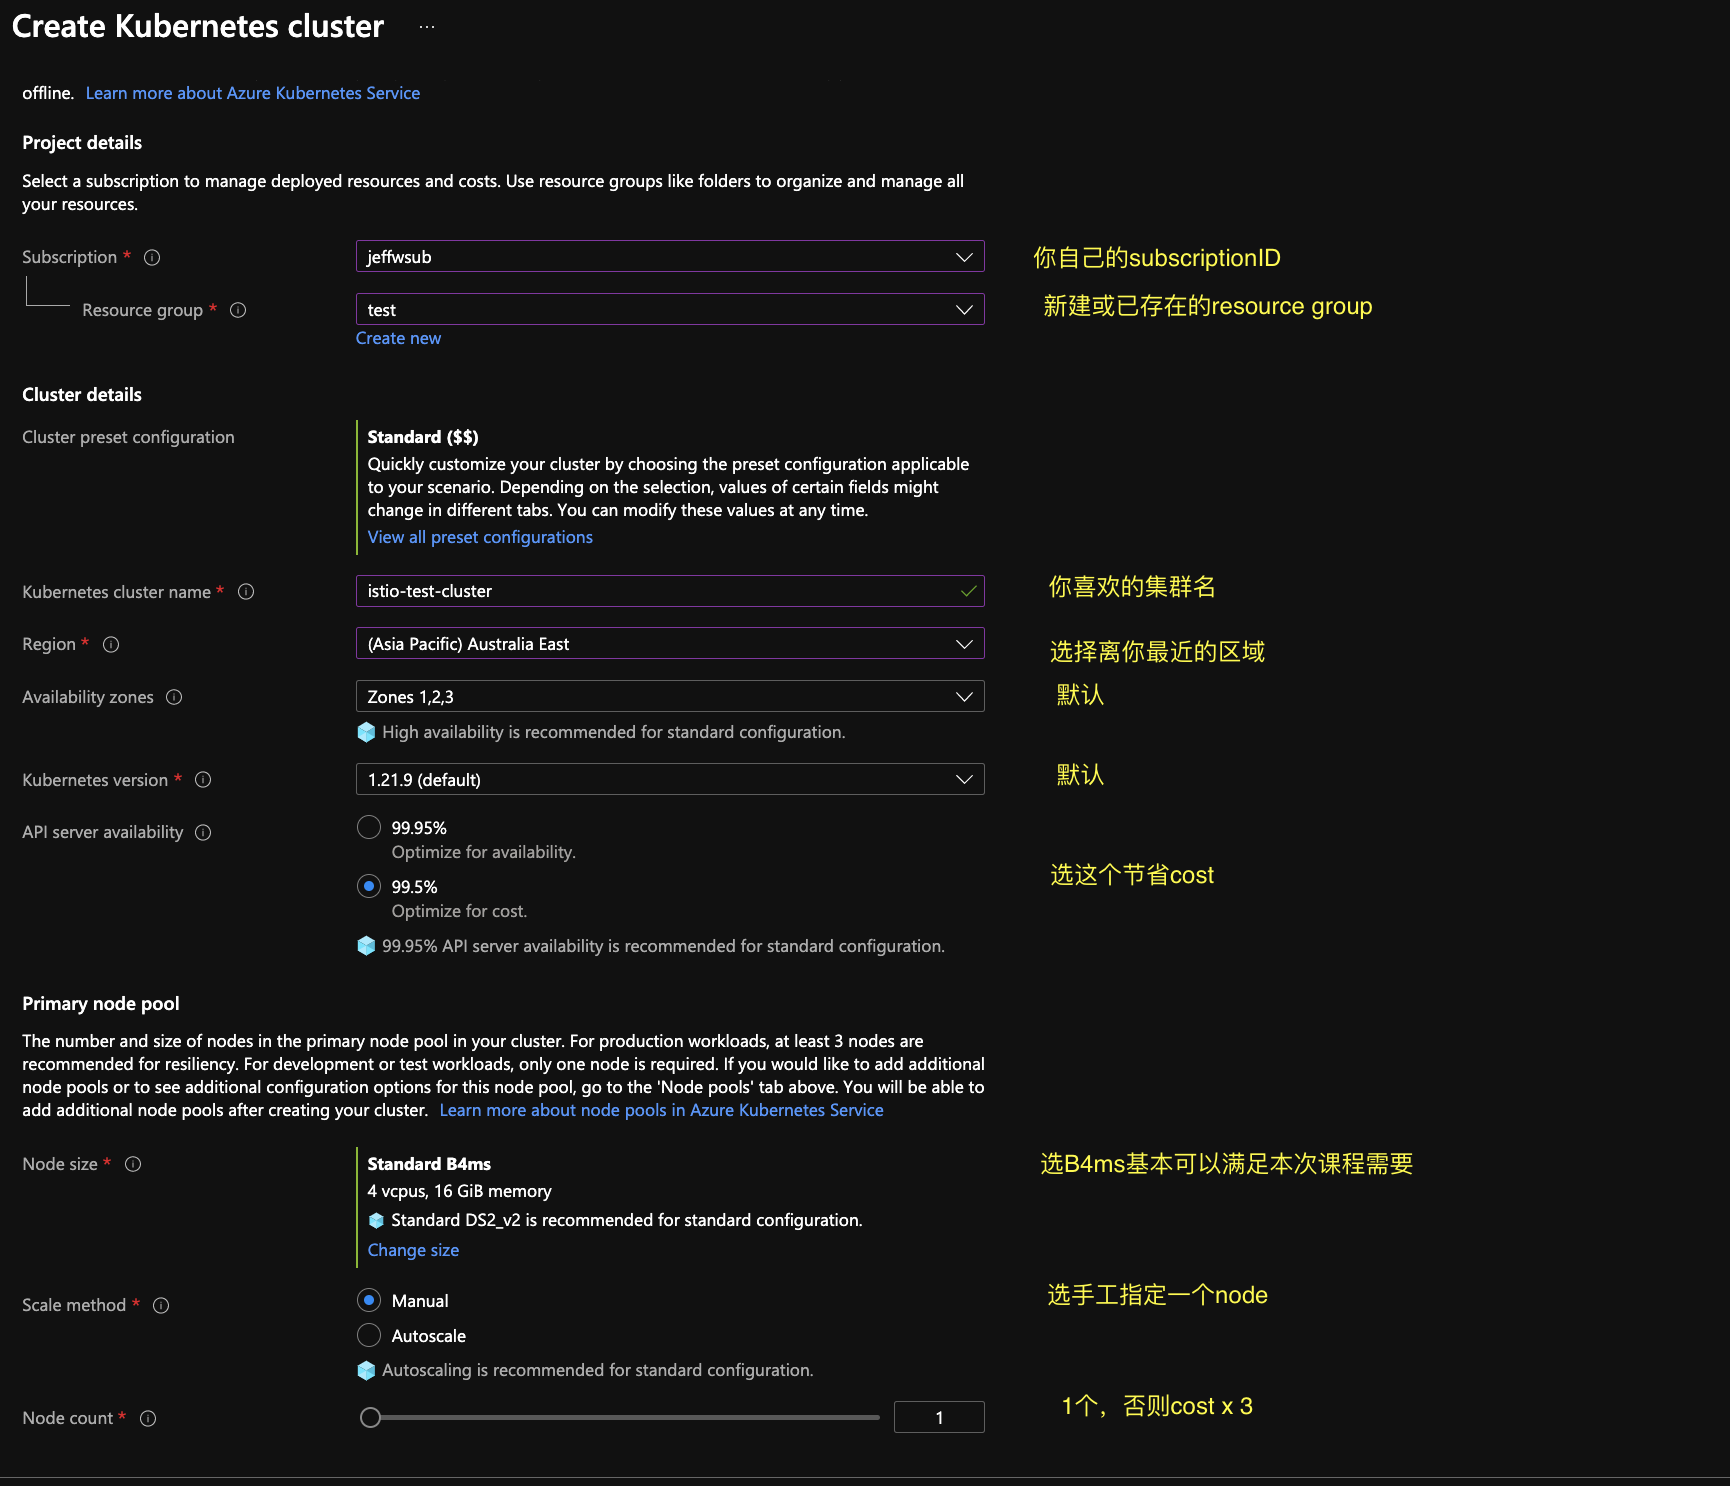 Create Kubernetes cluster ...
offline. Learn more about Azure Kubernetes Service
Project details
Select a subscription to manage deployed resources and costs. Use resource groups like folders to organize and manage all
your resources.
Subscription *
jeffwsub
你自己的subscriptionID
Resource group *
test
新建或已存在的resource group
Create new
Cluster details
Cluster preset configuration
Standard ($$)
Quickly customize your cluster by choosing the preset configuration applicable
to your scenario. Depending on the selection, values of certain fields might
change in different tabs. You can modify these values at any time.
View all preset configurations
Kubernetes cluster name *
istio-test-cluster
你喜欢的集群名
Region *
(Asia Pacific) Australia East
选择离你最近的区域
Availability zones
Zones 1,2,3
默认
High availability is recommended for standard configuration.
Kubernetes version *
1.21.9 (default)
默认
API server availability
99.95%
Optimize for availability.
99.5%
Optimize for cost.
选这个节省cost
99.95% API server availability is recommended for standard configuration.
Primary node pool
The number and size of nodes in the primary node pool in your cluster. For production workloads, at least 3 nodes are
recommended for resiliency. For development or test workloads, only one node is required. If you would like to add additional
node pools or to see additional configuration options for this node pool, go to the 'Node pools' tab above. You will be able to
add additional node pools after creating your cluster. Learn more about node pools in Azure Kubernetes Service
Node size *
Standard B4ms
选B4ms基本可以满足本次课程需要
4 vcpus, 16 GiB memory
Standard DS2_v2 is recommended for standard configuration.
Change size
Scale method *
Manual
选手工指定一个node
Autoscale
Autoscaling is recommended for standard configuration.
Node count *
1
1个，否则cost x 3